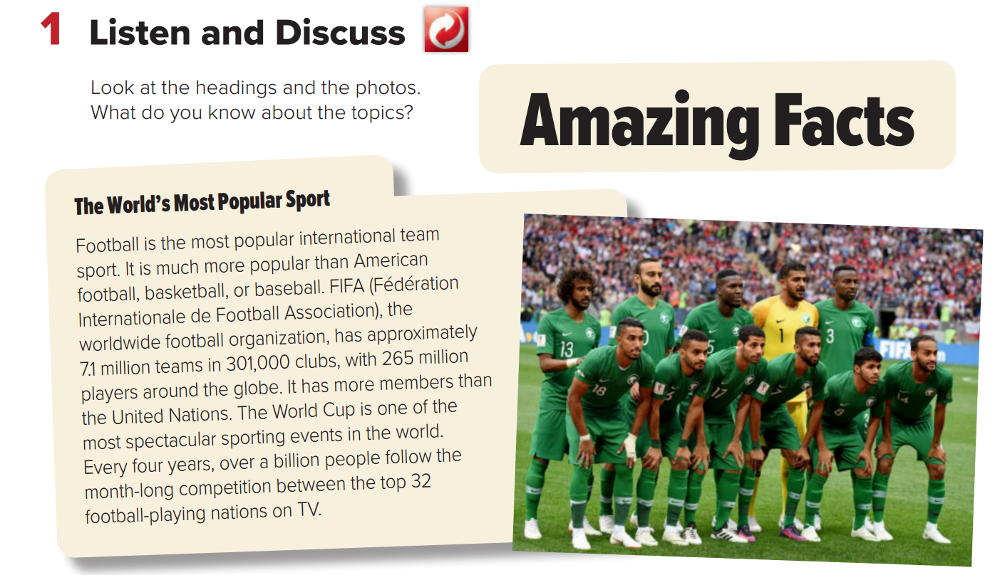 1 Listen and Discuss
Look at the headings and the photos.
What do you know about the topics?
Amazing Facts
The World's Most Popular Sport
Football is the most popular international team
sport. It is much more popular than American
football, basketball, or baseball. FIFA (Fédération
Internationale de Football Association), the
worldwide football organization, has approximately
7.1 million teams in 301,000 clubs, with 265 million
players around the globe. It has more members than
the United Nations. The World Cup is one of the
most spectacular sporting events in the world.
Every four years, over a billion people follow the
month-long competition between the top 32
football-playing nations on TV.
13
1
3
18
17
7
8
14
FIFA